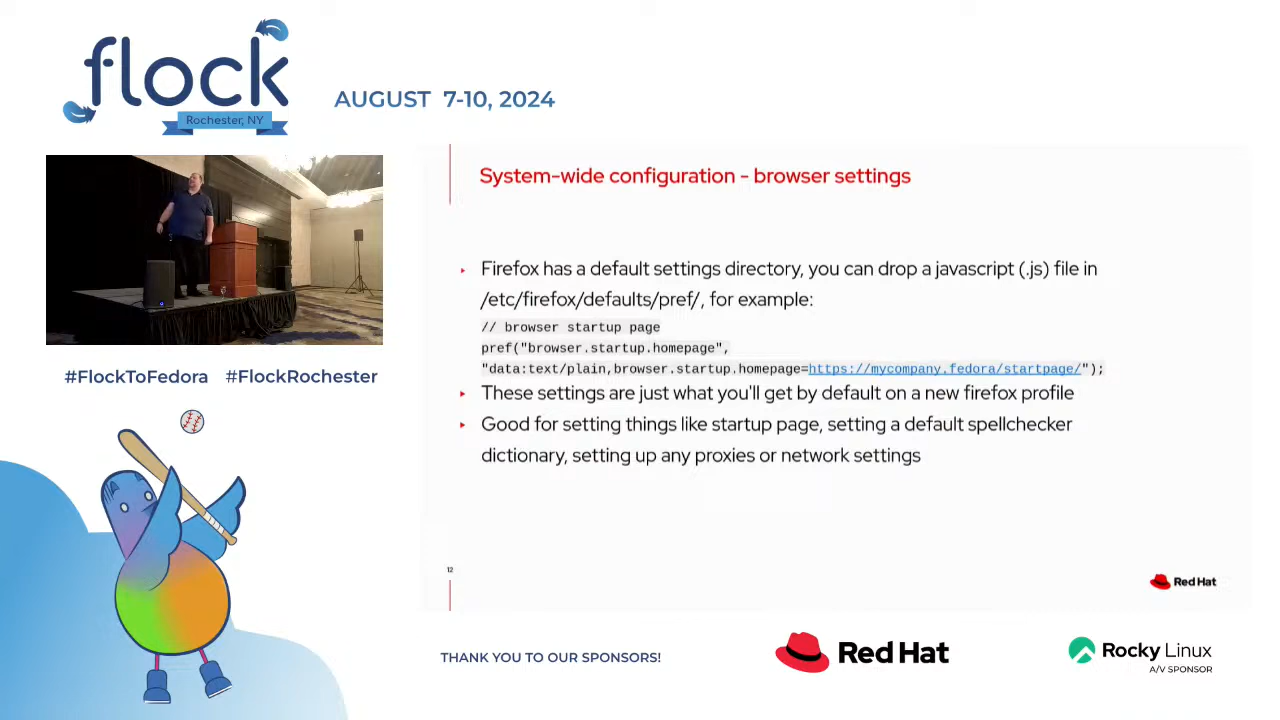 flock
Rochester, NY
AUGUST 7-10, 2024
System-wide configuration - browser settings
Firefox has a default settings directory, you can drop a javascript (.js) file in
/etc/firefox/defaults/pref/, for example:
// browser startup page
pref("browser.startup.homepage",
"data:text/plain,browser.startup.homepage=https://mycompany.fedora/startpage/");
These settings are just what you'll get by default on a new firefox profile
Good for setting things like startup page, setting a default spellchecker
dictionary, setting up any proxies or network settings
12
Red Hat
#FlockToFedora #FlockRochester
THANK YOU TO OUR SPONSORS!
Red Hat
Rocky Linux
A/V SPONSOR